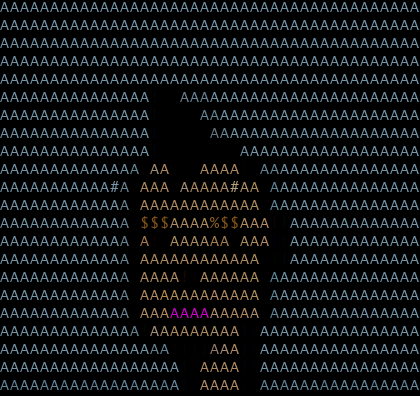 AAAAAAAAAAAAAAAAAAAAAAAAAAAAAAAAAAAAAAAAAA
AAAAAAAAAAAAAAAAAAAAAAAAAAAAAAAAAAAAAAAAAA
AAAAAAAAAAAAAAAAAAAAAAAAAAAAAAAAAAAAAAAAAA
AAAAAAAAAAAAAAAAAAAAAAAAAAAAAAAAAAAAAAAAAA
AAAAAAAAAAAAAAAAAAAAAAAAAAAAAAAAAAAAAAAAAA
AAAAAAAAAAAAAAA   AAAAAAAAAAAAAAAAAAAAAAAA
AAAAAAAAAAAAAAA     AAAAAAAAAAAAAAAAAAAAAA
AAAAAAAAAAAAAAA      AAAAAAAAAAAAAAAAAAAAA
AAAAAAAAAAAAAAA         AAAAAAAAAAAAAAAAAA
AAAAAAAAAAAAAA AA   AAAA  AAAAAAAAAAAAAAAA
AAAAAAAAAAA#A AAA AAAAA#AA AAAAAAAAAAAAAAA
AAAAAAAAAAAAA AAAAAAAAAAAA AAAAAAAAAAAAAAA
AAAAAAAAAAAAA $$$AAAA%$$AAA  AAAAAAAAAAAAA
AAAAAAAAAAAAA A  AAAAAA AAA  AAAAAAAAAAAAA
AAAAAAAAAAAAA AAAAAAAAAAAA   AAAAAAAAAAAAA
AAAAAAAAAAAAA AAAA  AAAAAA AAAAAAAAAAAAAAA
AAAAAAAAAAAAA AAAAAAAAAAAA AAAAAAAAAAAAAAA
AAAAAAAAAAAAA AAAAAAAAAAAA AAAAAAAAAAAAAAA
AAAAAAAAAAAAAA AAAAAAAAA  AAAAAAAAAAAAAAAA
AAAAAAAAAAAAAAAAA    AAA  AAAAAAAAAAAAAAAA
AAAAAAAAAAAAAAAAAA  AAAA  AAAAAAAAAAAAAAAA
AAAAAAAAAAAAAAAAAA  AAAA  AAAAAAAAAAAAAAAA